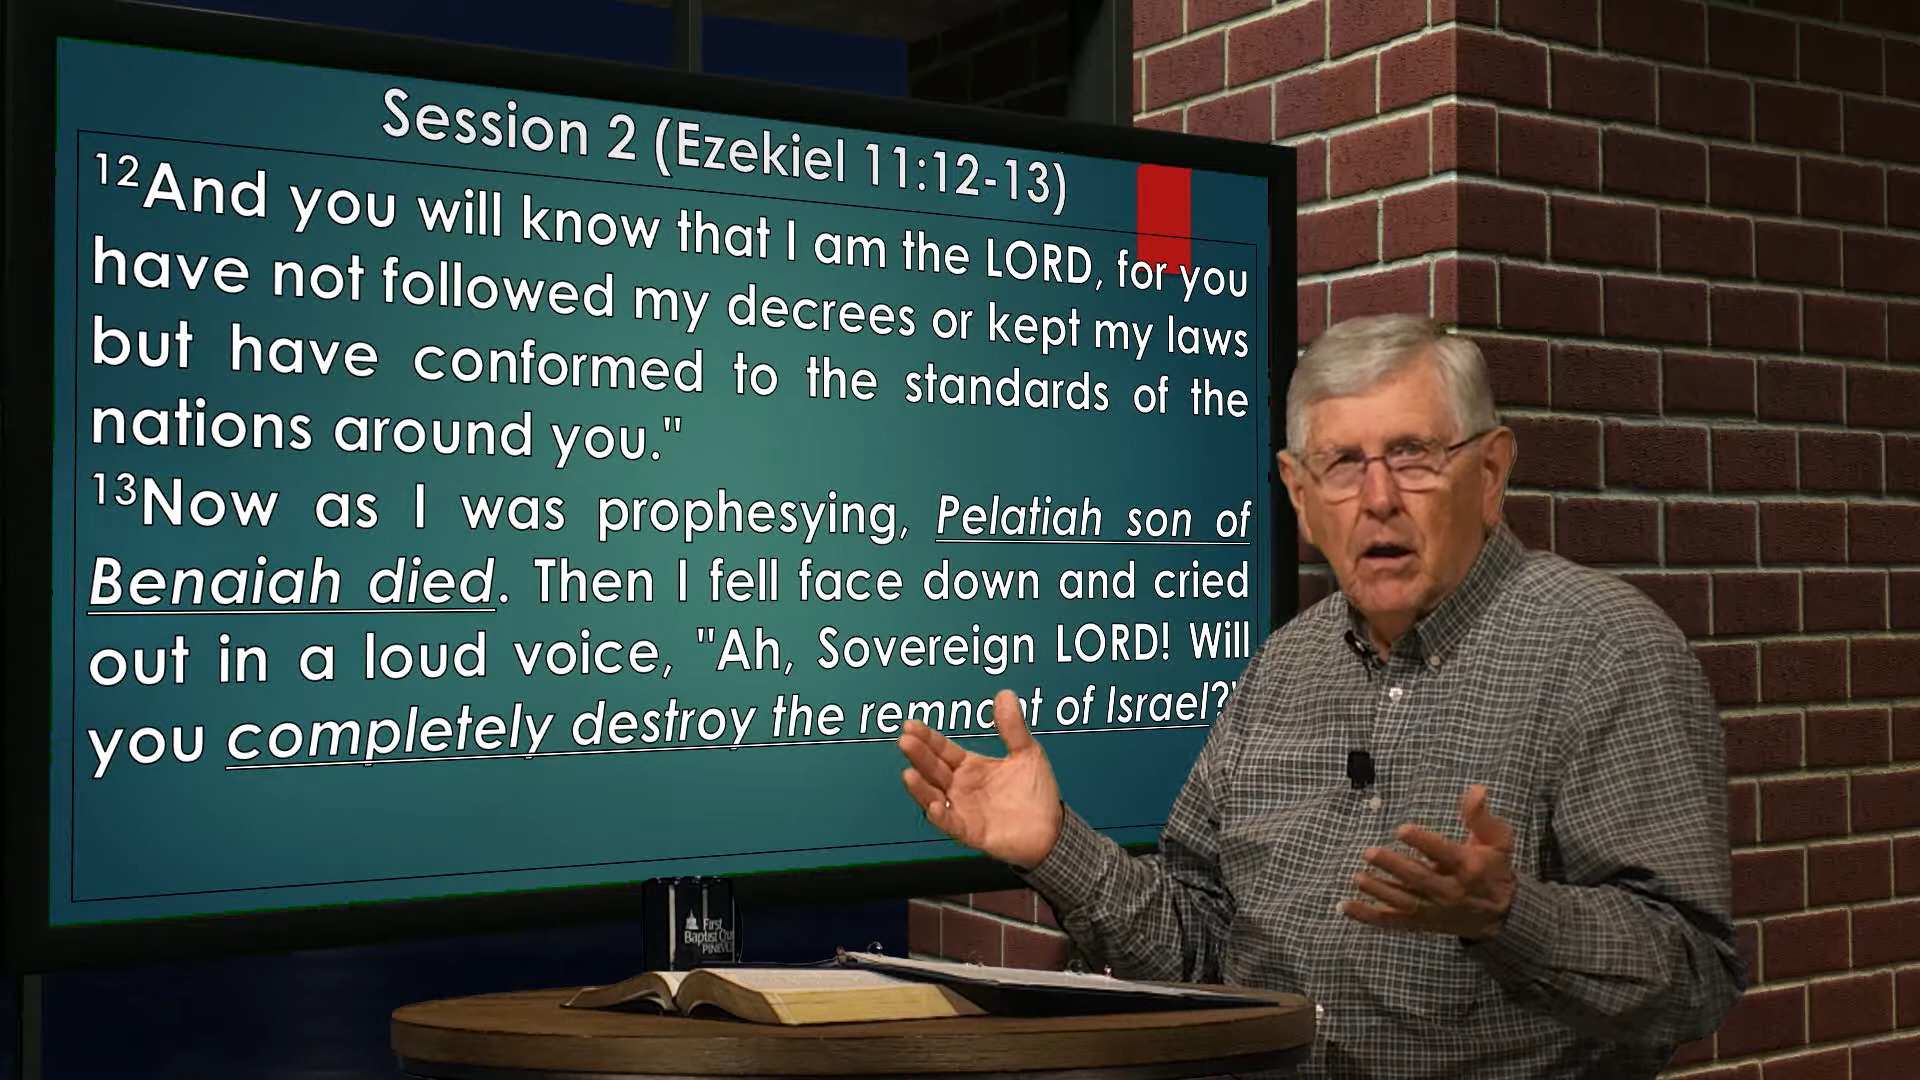 Session 2 (Ezekiel 11:12-13)
12And you will know that I am the LORD, for you
have not followed my decrees or kept my laws
but have conformed to the standards of the
nations around you."
13Now as I was prophesying, Pelatiah son of
Benaiah died. Then I fell face down and cried
out in a loud voice, "Ah, Sovereign LORD! Will
you completely destroy the remnant of Israel?"
First
Baptist